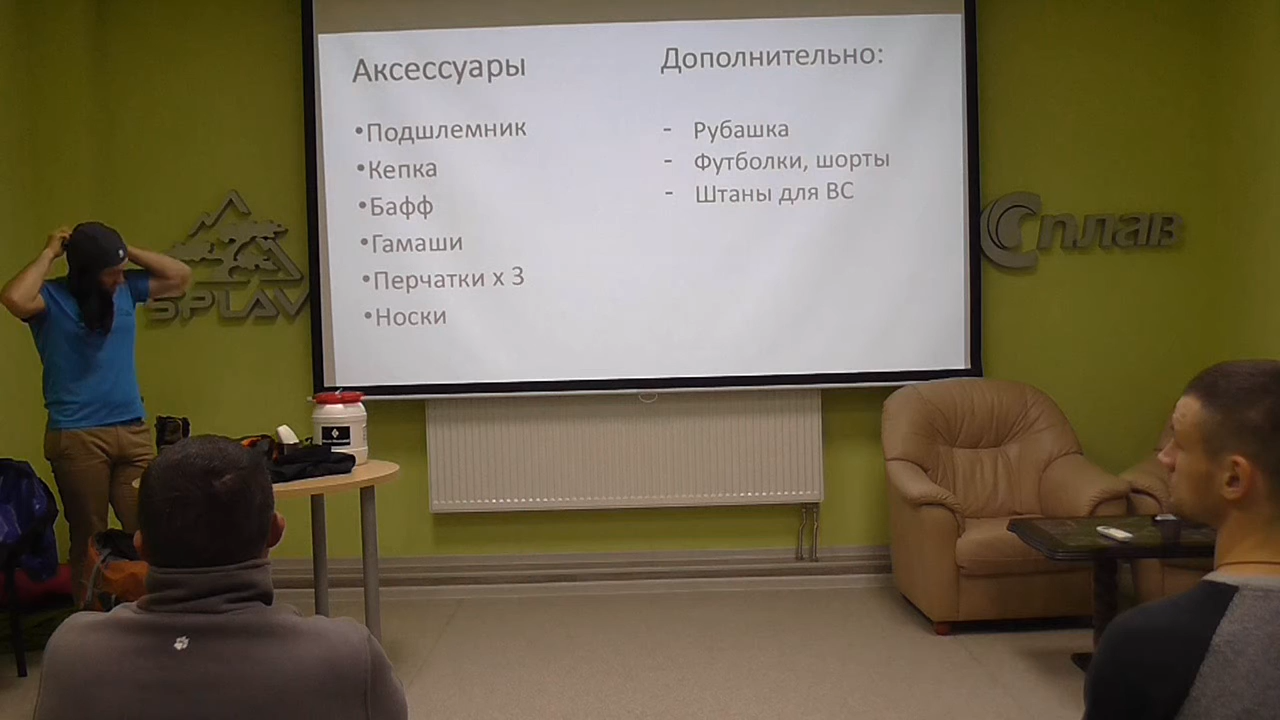 Аксессуары
•Подшлемник
•Кепка
•Бафф
•Гамаши
•Перчатки х 3
•Носки
Дополнительно:
- Рубашка
- Футболки, шорты
- Штаны для ВС
SPLAV
Сплав